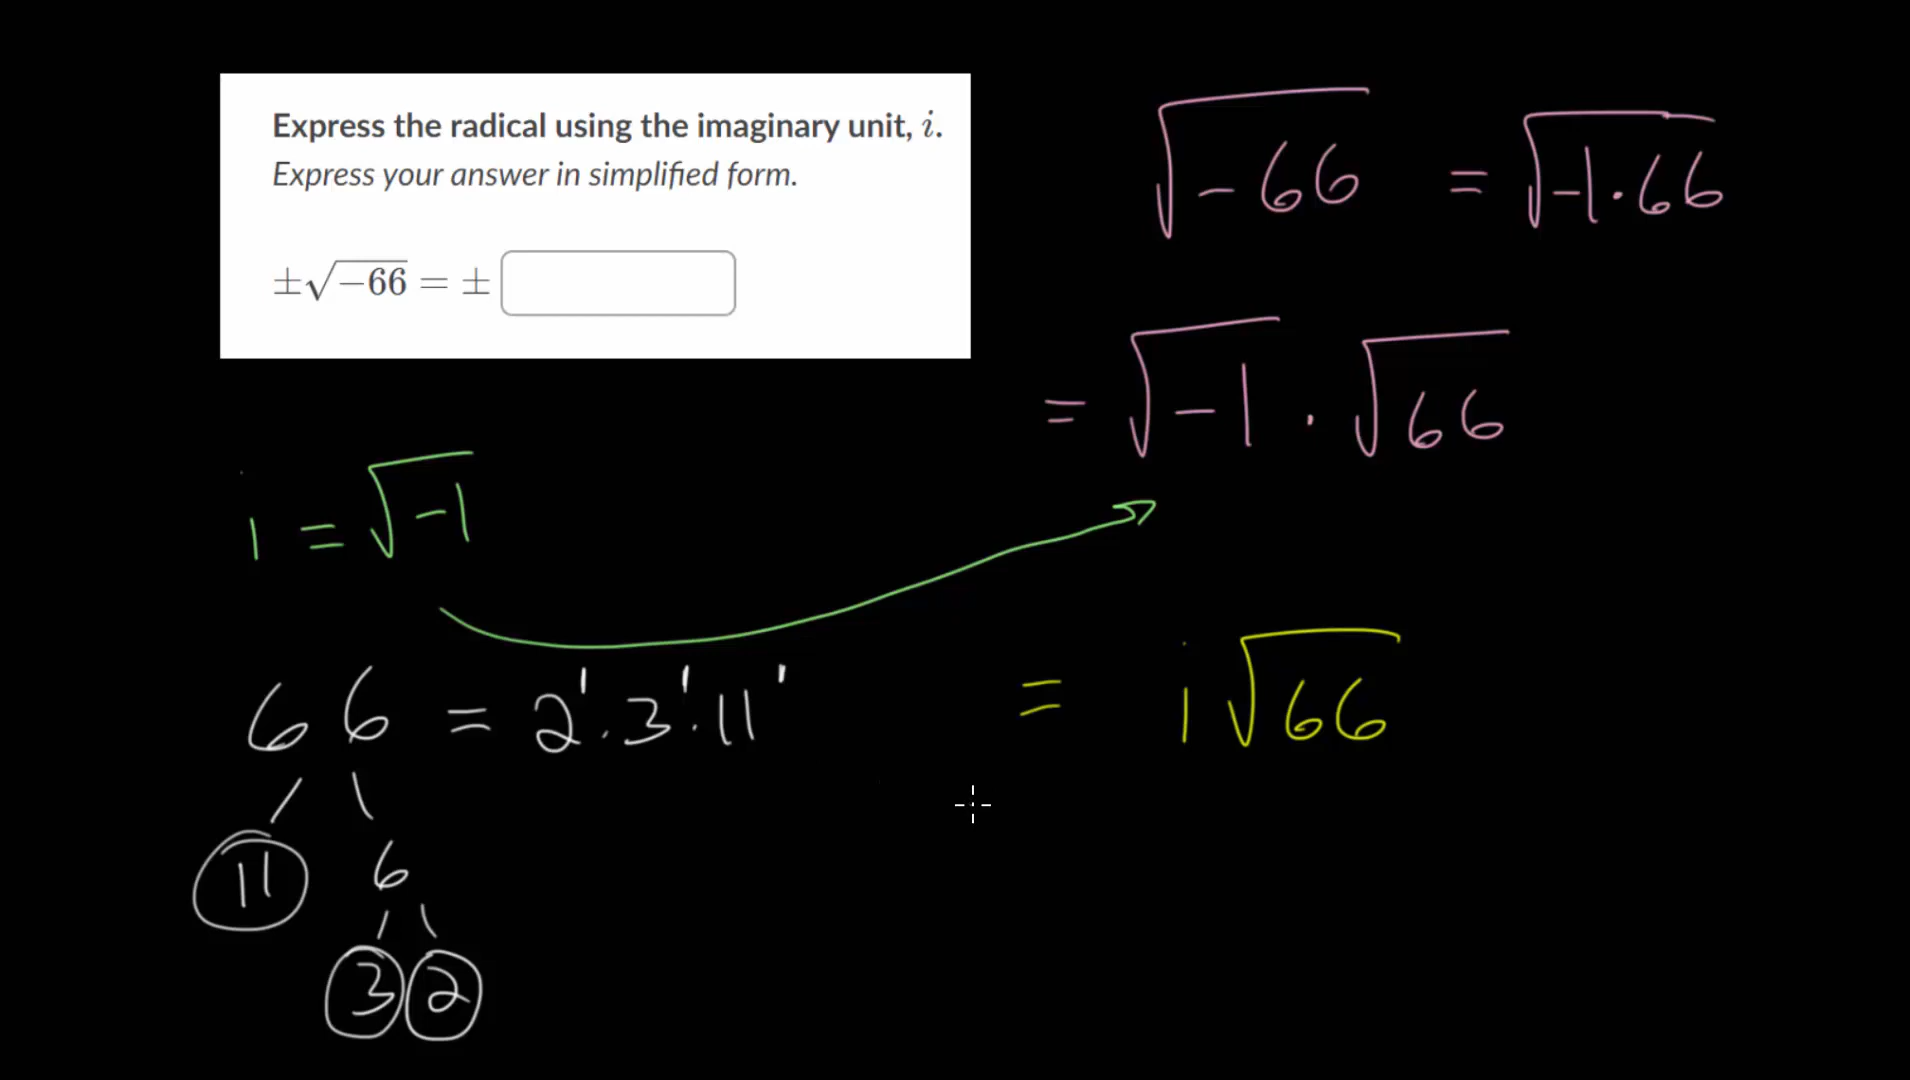 Express the radical using the imaginary unit, i.
Express your answer in simplified form.
±√−66 = ±
√-66 = √-1·66
= √-1 · √66
i = √-1
66 = 2¹·3¹·11¹
= i√66
11 6
3 2